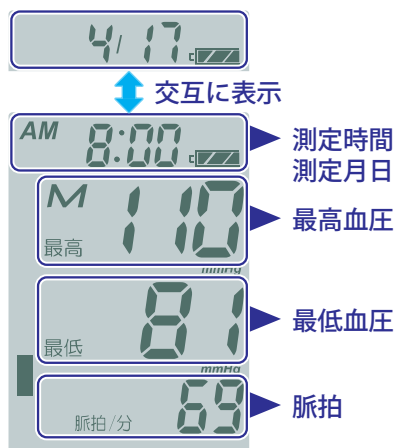 4/ 17
交互に表示
AM 8:00
測定時間
測定月日
M 110
最高
最高血圧
mmHg
81
最低
最低血圧
mmHg
69
脈拍/分
脈拍